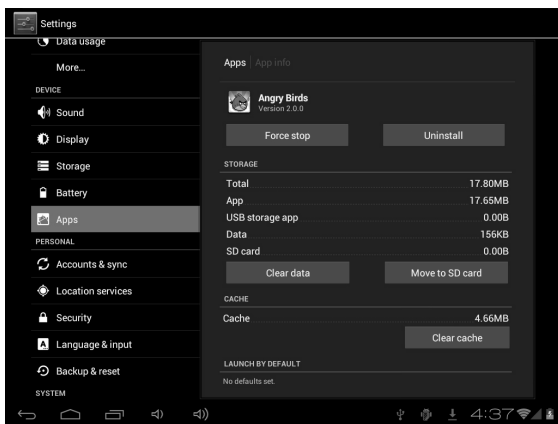 Settings
Data usage
More...
DEVICE
Sound
Display
Storage
Battery
Apps
PERSONAL
Accounts & sync
Location services
Security
Language & input
Backup & reset
SYSTEM
Apps App info
Angry Birds
Version 2.0.0
Force stop Uninstall
STORAGE
Total 17.80MB
App 17.65MB
USB storage app 0.00B
Data 156KB
SD card 0.00B
Clear data Move to SD card
CACHE
Cache 4.66MB
Clear cache
LAUNCH BY DEFAULT
No defaults set.
4:37